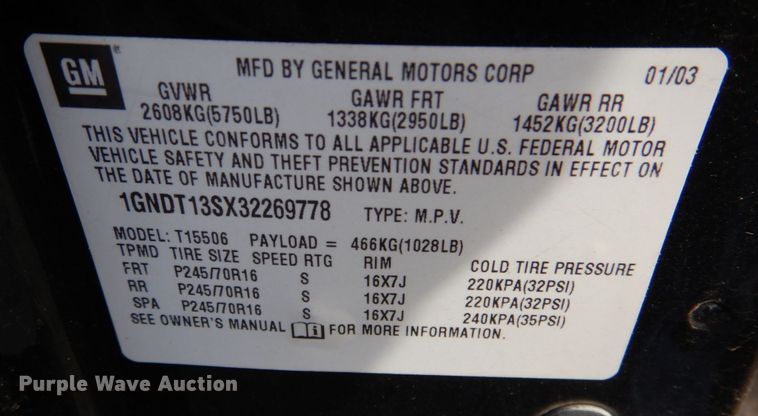 GM
MFD BY GENERAL MOTORS CORP 01/03
GVWR GAWR FRT GAWR RR
2608KG(5750LB) 1338KG(2950LB) 1452KG(3200LB)
THIS VEHICLE CONFORMS TO ALL APPLICABLE U.S. FEDERAL MOTOR
VEHICLE SAFETY AND THEFT PREVENTION STANDARDS IN EFFECT ON
THE DATE OF MANUFACTURE SHOWN ABOVE.
1GNDT13SX32269778 TYPE: M.P.V.
MODEL: T15506 PAYLOAD = 466KG(1028LB)
TPMD TIRE SIZE SPEED RTG RIM COLD TIRE PRESSURE
FRT P245/70R16 S 16X7J 220KPA(32PSI)
RR P245/70R16 S 16X7J 220KPA(32PSI)
SPA P245/70R16 S 16X7J 240KPA(35PSI)
SEE OWNER'S MANUAL i FOR MORE INFORMATION.
Purple Wave Auction